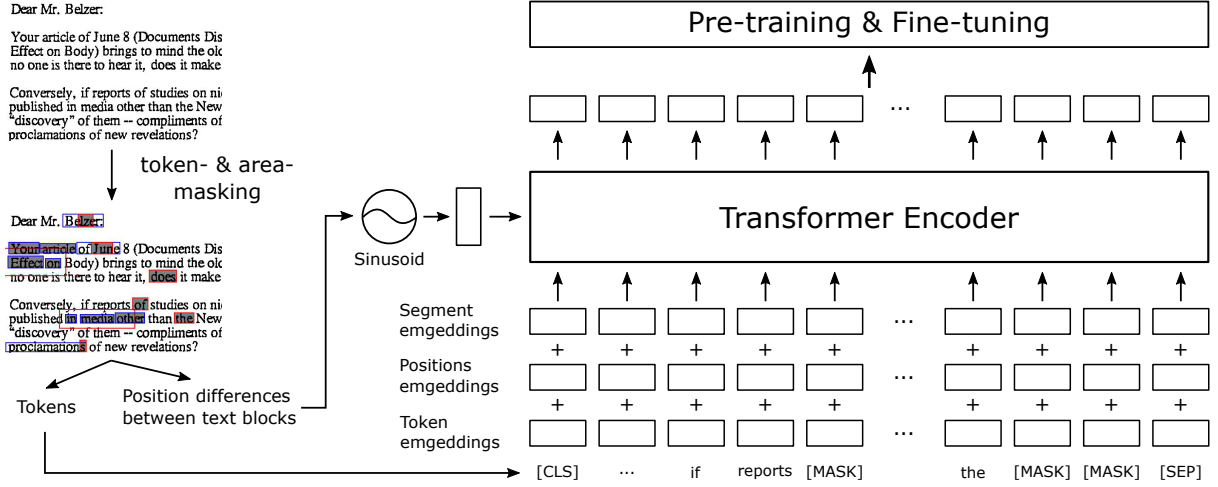 Dear Mr. Belzer:
Your article of June 8 (Documents Dis
Effect on Body) brings to mind the old
no one is there to hear it, does it make
Conversely, if reports of studies on ni
published in media other than the New
“discovery” of them -- compliments of
proclamations of new revelations?
token- & area-
masking
Dear Mr. Belzer:
Your article of June 8 (Documents Dis
Effect on Body) brings to mind the old
no one is there to hear it, does it make
Conversely, if reports of studies on ni
published in media other than the New
“discovery” of them -- compliments of
proclamations of new revelations?
Tokens
Position differences
between text blocks
Sinusoid
Pre-training & Fine-tuning
...
Transformer Encoder
Segment
emgeddings
...
+ + + + + + + + +
Positions
emgeddings
...
+ + + + + + + + +
Token
emgeddings
...
[CLS] ... if reports [MASK] the [MASK] [MASK] [SEP]